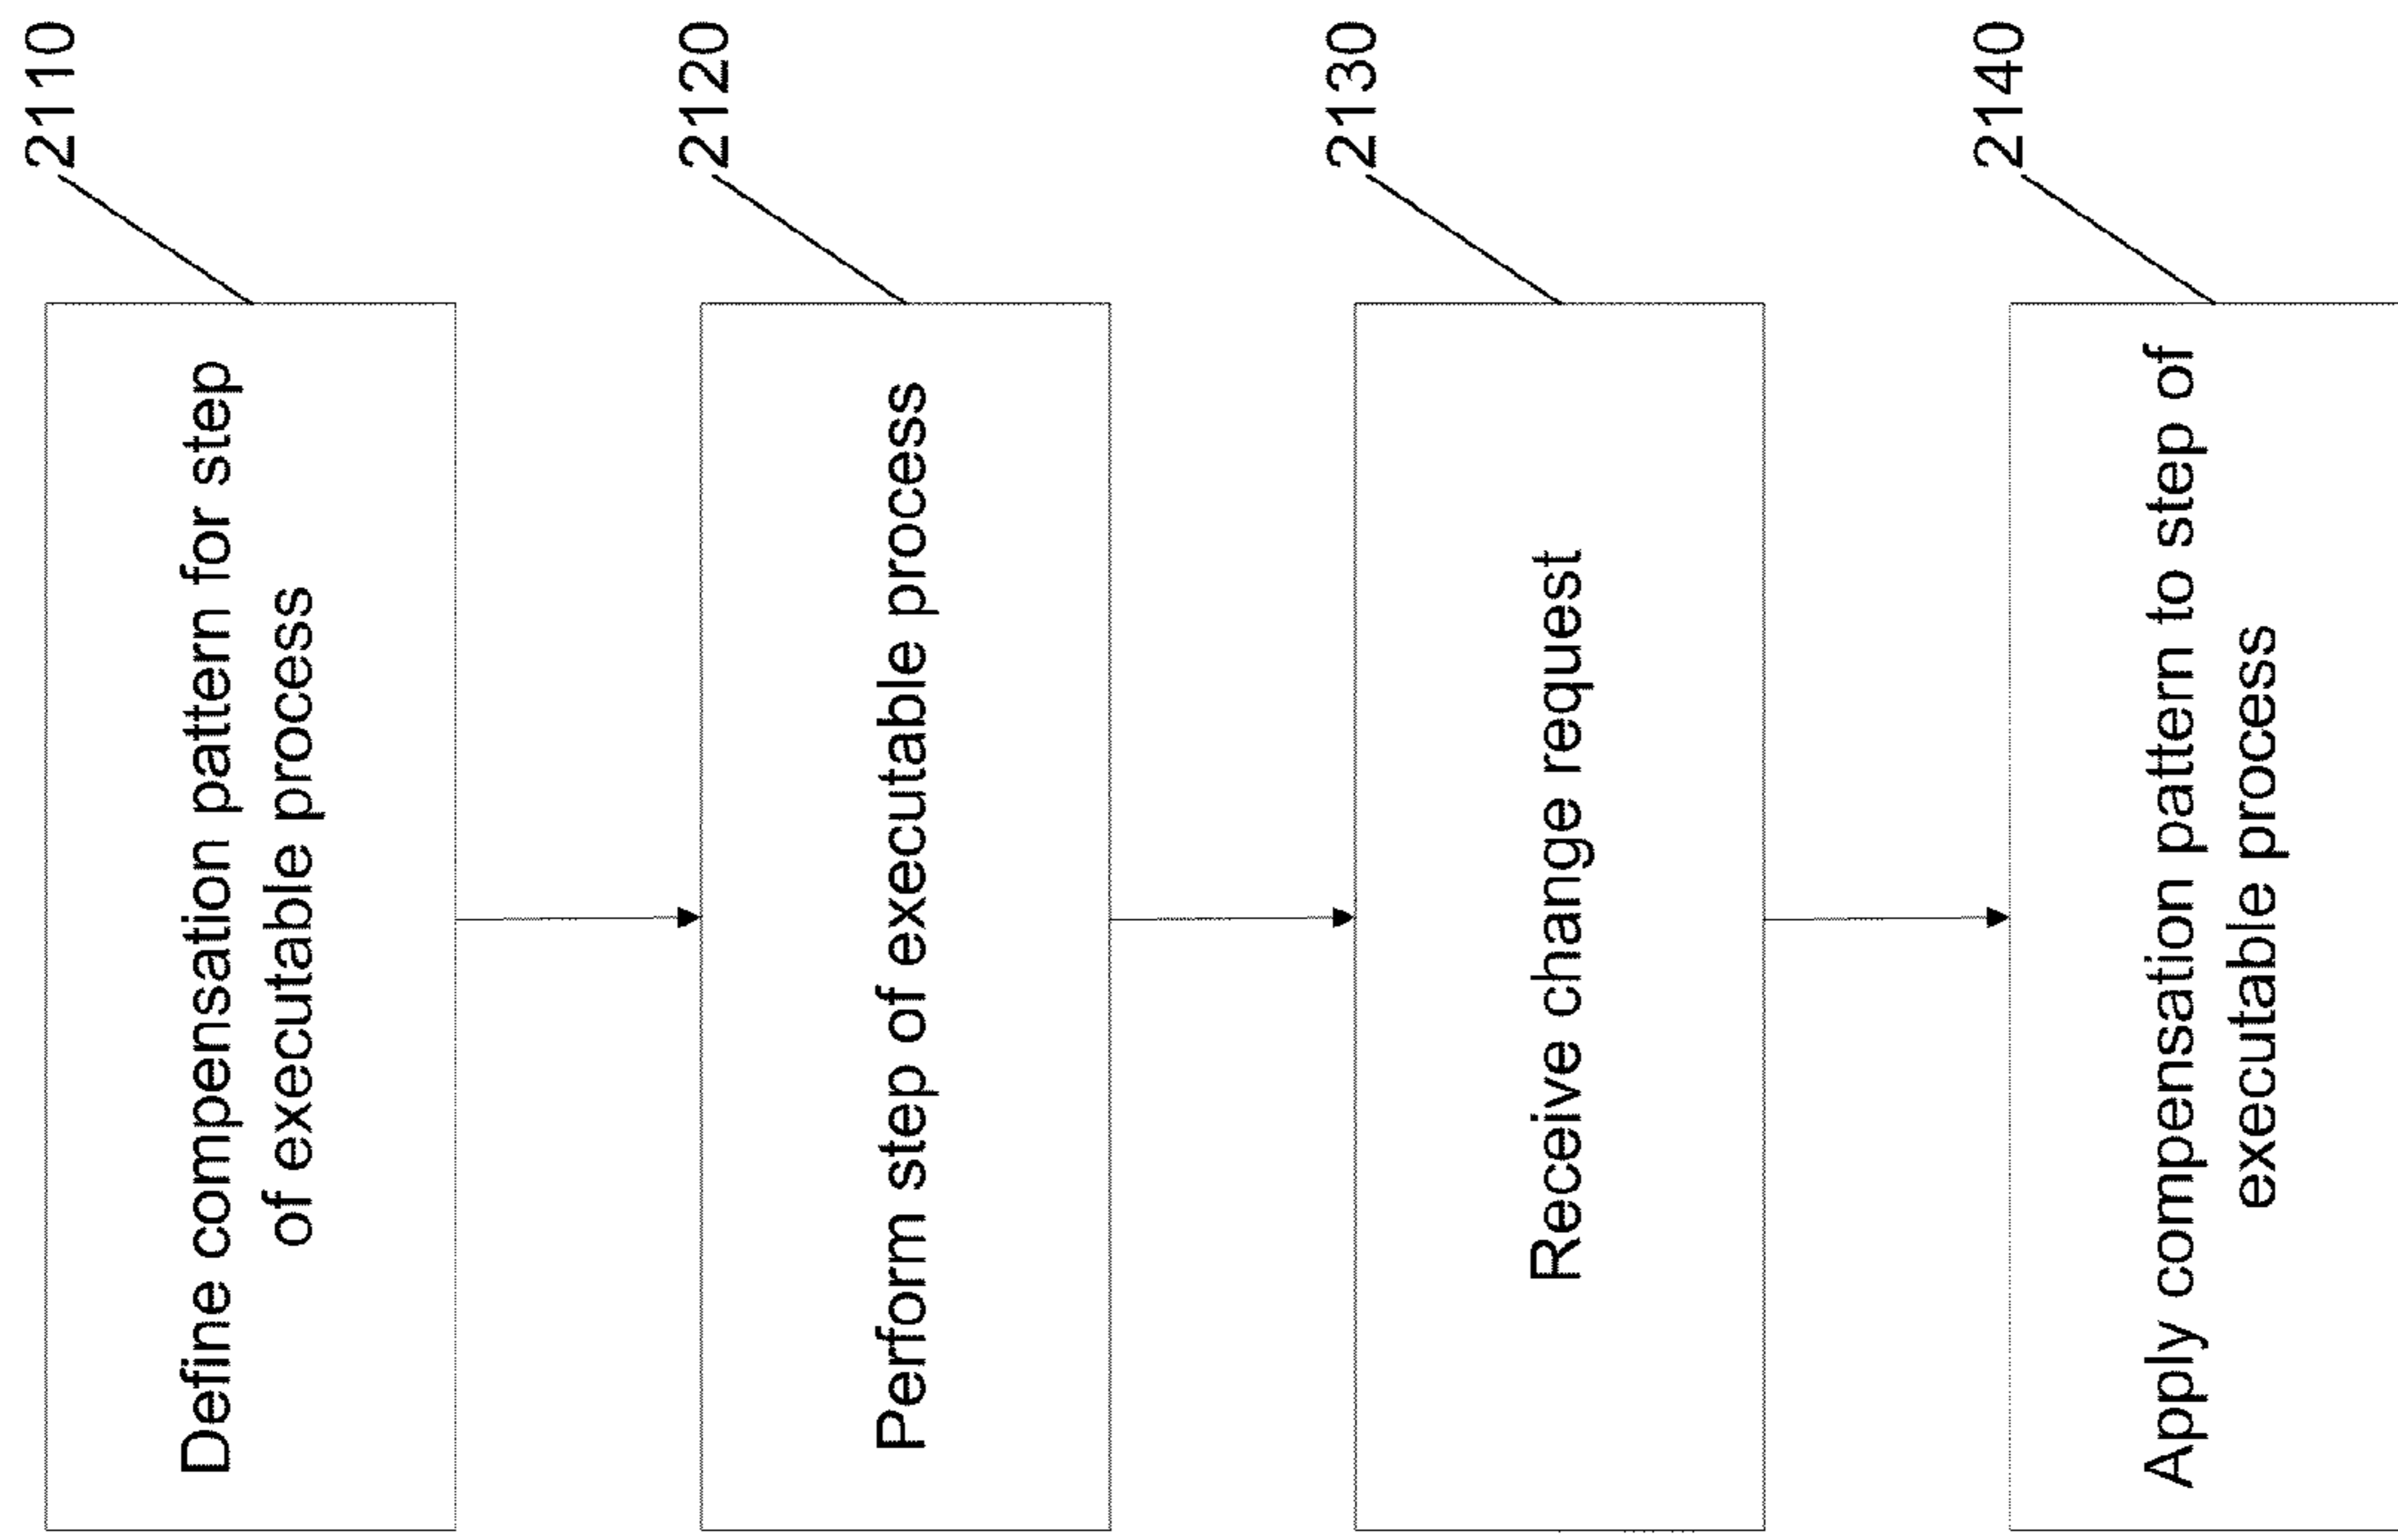 2110
Define compensation pattern for step
of executable process
2120
Perform step of executable process
2130
Receive change request
2140
Apply compensation pattern to step of
executable process